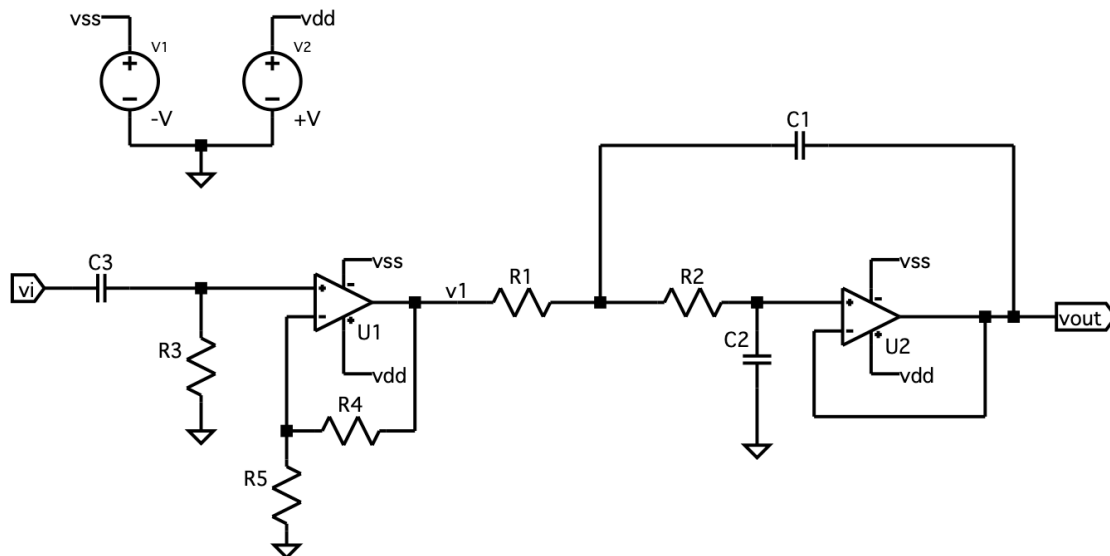 vss
vdd
V1
V2
-V
+V
C1
vi
C3
R3
vss
U1
vdd
R4
R5
v1
R1
R2
C2
vss
U2
vdd
vout